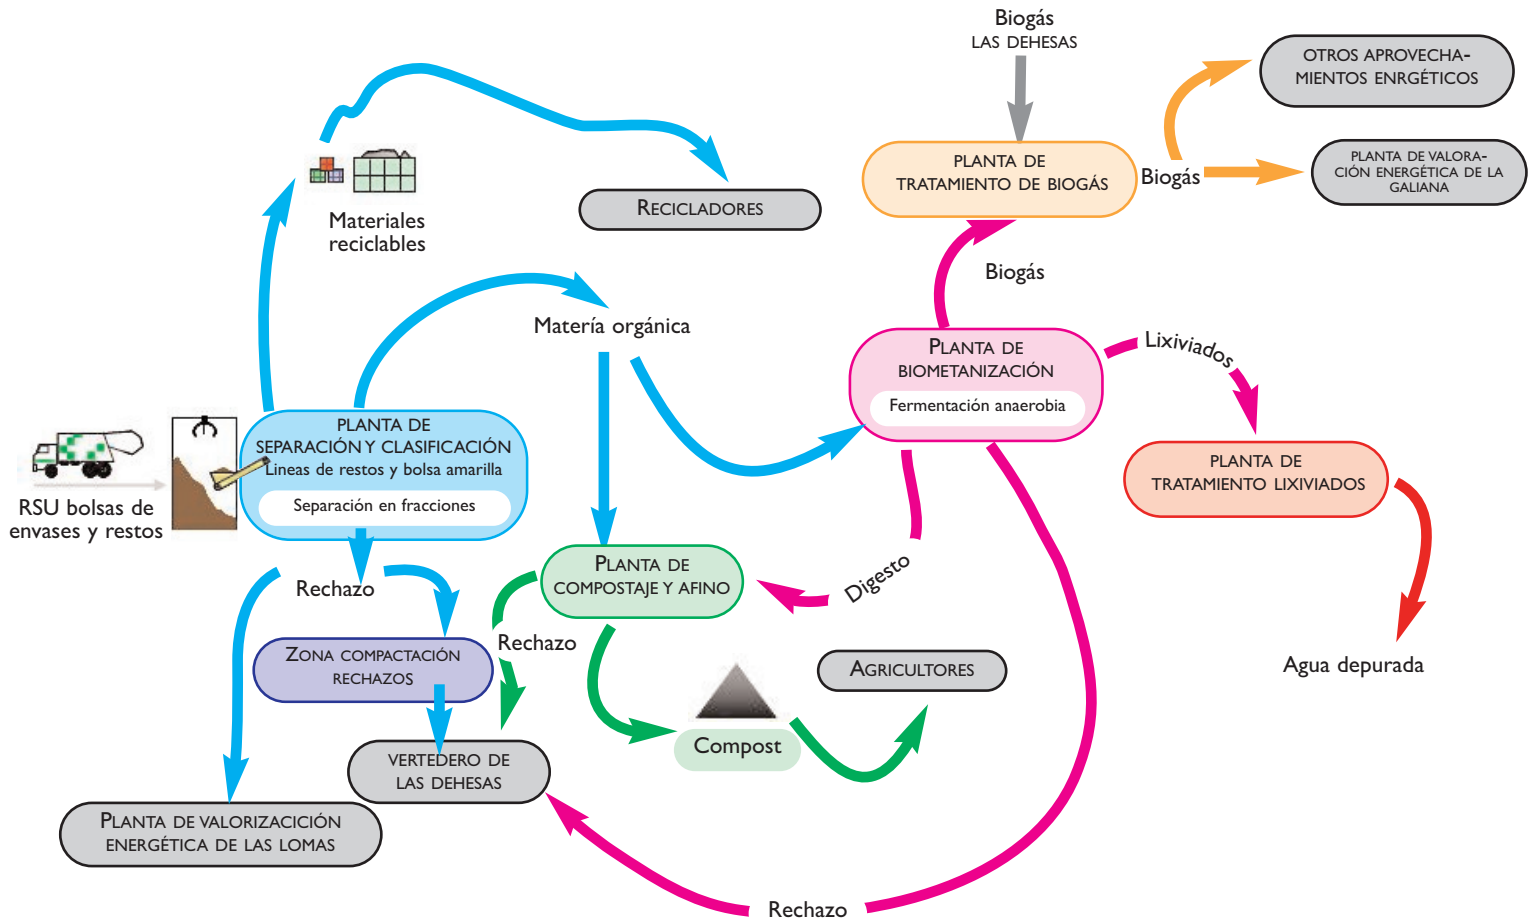 Biogás
LAS DEHESAS
OTROS APROVECHA-
MIENTOS ENRGÉTICOS
PLANTA DE
TRATAMIENTO DE BIOGÁS
Biogás
PLANTA DE VALORA-
CIÓN ENERGÉTICA DE LA
GALIANA
Materiales
reciclables
RECICLADORES
Biogás
Matería orgánica
PLANTA DE
BIOMETANIZACIÓN
Fermentación anaerobia
Lixiviados
PLANTA DE
SEPARACIÓN Y CLASIFICACIÓN
Lineas de restos y bolsa amarilla
Separación en fracciones
RSU bolsas de
envases y restos
PLANTA DE
TRATAMIENTO LIXIVIADOS
Rechazo
PLANTA DE
COMPOSTAJE Y AFINO
Digesto
ZONA COMPACTACIÓN
RECHAZOS
Rechazo
AGRICULTORES
Agua depurada
Compost
VERTEDERO DE
LAS DEHESAS
PLANTA DE VALORIZACICIÓN
ENERGÉTICA DE LAS LOMAS
Rechazo